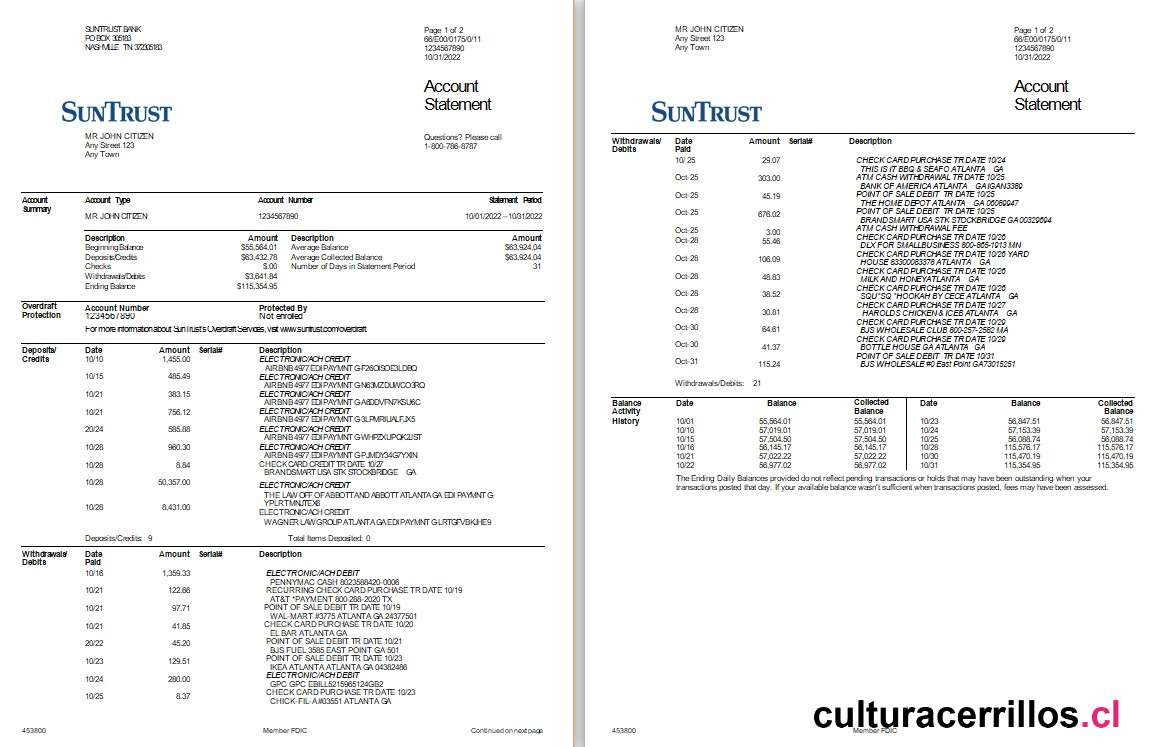 SUNTRUST BANK
PO BOX 305183
NASHVILLE TN 372305183
Page 1 of 2
66/E00/0175/0/11
1234567890
10/31/2022
Account
Statement
SUNTRUST
MR JOHN CITIZEN
Any Street 123
Any Town
Questions? Please call
1-800-786-8787
Account Summary
Account Type Account Number Statement Period
MR JOHN CITIZEN 1234567890 10/01/2022 – 10/31/2022
Description Amount Description Amount
Beginning Balance $55,564.01 Average Balance $63,924.04
Deposits/Credits $63,432.78 Average Collected Balance $63,924.04
Checks $.00 Number of Days in Statement Period 31
Withdrawals/Debits $3,641.84
Ending Balance $115,354.95
Overdraft Protection
Account Number Protected By
1234567890 Not enrolled
For more information about SunTrust's Overdraft Services, visit www.suntrust.com/overdraft.
Deposits/ Credits
Date Amount Serial# Description
10/10 1,455.00 ELECTRONIC/ACH CREDIT
AIRBNB 4977 EDI PAYMNT G-F26OISOE3LDBQ
10/15 485.49 ELECTRONIC/ACH CREDIT
AIRBNB 4977 EDI PAYMNT G-N63MZDUWCO3RQ
10/21 383.15 ELECTRONIC/ACH CREDIT
AIRBNB 4977 EDI PAYMNT G-A6DDVFN7KSU6C
10/21 756.12 ELECTRONIC/ACH CREDIT
AIRBNB 4977 EDI PAYMNT G-3LPMRIUALFJX5
20/24 585.88 ELECTRONIC/ACH CREDIT
AIRBNB 4977 EDI PAYMNT G-WHPZXUPQK2JST
10/28 960.30 ELECTRONIC/ACH CREDIT
AIRBNB 4977 EDI PAYMNT G-PJMDY34G7YXIN
10/28 8.84 CHECK CARD CREDIT TR DATE 10/27
BRANDSMART USA STK STOCKBRIDGE GA
10/28 50,357.00 ELECTRONIC/ACH CREDIT
THE LAW OFF OF ABBOTT AND ABBOTT ATLANTA GA EDI PAYMNT G
YPLRTMNJTEX8
10/28 8,431.00 ELECTRONIC/ACH CREDIT
WAGNER LAW GROUP ATLANTA GA EDI PAYMNT G-LRTGFVBKJHE9
Deposits/Credits: 9 Total Items Deposited: 0
Withdrawals/ Debits
Date Paid Amount Serial# Description
10/16 1,359.33 ELECTRONIC/ACH DEBIT
PENNYMAC CASH 8023588420-0006
10/21 122.66 RECURRING CHECK CARD PURCHASE TR DATE 10/19
AT&T *PAYMENT 800-288-2020 TX
10/21 97.71 POINT OF SALE DEBIT TR DATE 10/19
WAL-MART #3775 ATLANTA GA 24377501
10/21 41.85 CHECK CARD PURCHASE TR DATE 10/20
EL BAR ATLANTA GA
20/22 45.20 POINT OF SALE DEBIT TR DATE 10/21
BJS FUEL 3585 EAST POINT GA 501
10/23 129.51 POINT OF SALE DEBIT TR DATE 10/23
IKEA ATLANTA ATLANTA GA 04382486
10/24 280.00 ELECTRONIC/ACH DEBIT
GPC GPC EBILL5215965124GB2
10/25 8.37 CHECK CARD PURCHASE TR DATE 10/23
CHICK-FIL-A #03551 ATLANTA GA
453800 Member FDIC Continued on next page
MR JOHN CITIZEN
Any Street 123
Any Town
Page 1 of 2
66/E00/0175/0/11
1234567890
10/31/2022
Account
Statement
SUNTRUST
Withdrawals/ Debits
Date Paid Amount Serial# Description
10/ 25 29.07 CHECK CARD PURCHASE TR DATE 10/24
THIS IS IT BBQ & SEAFO ATLANTA GA
Oct-25 303.00 ATM CASH WITHDRAWAL TR DATE 10/25
BANK OF AMERICA ATLANTA GA IGAN3389
Oct-25 45.19 POINT OF SALE DEBIT TR DATE 10/25
THE HOME DEPOT ATLANTA GA 06089947
Oct-25 676.02 POINT OF SALE DEBIT TR DATE 10/25
BRANDSMART USA STK STOCKBRIDGE GA 00329694
Oct-25 3.00 ATM CASH WITHDRAWAL FEE
Oct-28 55.46 CHECK CARD PURCHASE TR DATE 10/26
DLX FOR SMALLBUSINESS 800-865-1913 MN
Oct-28 106.09 CHECK CARD PURCHASE TR DATE 10/26 YARD
HOUSE 83300083378 ATLANTA GA
Oct-28 48.83 CHECK CARD PURCHASE TR DATE 10/26
MILK AND HONEY ATLANTA GA
Oct-28 38.52 CHECK CARD PURCHASE TR DATE 10/26
SQU*SQ *HOOKAH BY CECE ATLANTA GA
Oct-28 30.81 CHECK CARD PURCHASE TR DATE 10/27
HAROLDS CHICKEN & ICEB ATLANTA GA
Oct-30 64.61 CHECK CARD PURCHASE TR DATE 10/29
BJS WHOLESALE CLUB 800-257-2582 MA
Oct-30 41.37 CHECK CARD PURCHASE TR DATE 10/29
BOTTLE HOUSE GA ATLANTA GA
Oct-31 115.24 POINT OF SALE DEBIT TR DATE 10/31
BJS WHOLESALE #0 East Point GA 73015251
Withdrawals/Debits: 21
Balance Activity History
Date Balance Collected Balance Date Balance Collected Balance
10/01 55,564.01 55,564.01 10/23 56,847.51 56,847.51
10/10 57,019.01 57,019.01 10/24 57,153.39 57,153.39
10/15 57,504.50 57,504.50 10/25 56,088.74 56,088.74
10/16 56,145.17 56,145.17 10/28 115,576.17 115,576.17
10/21 57,022.22 57,022.22 10/30 115,470.19 115,470.19
10/22 56,977.02 56,977.02 10/31 115,354.95 115,354.95
The Ending Daily Balances provided do not reflect pending transactions or holds that may have been outstanding when your
transactions posted that day. If your available balance wasn't sufficient when transactions posted, fees may have been assessed.
culturacerrillos.cl
453800 Member FDIC